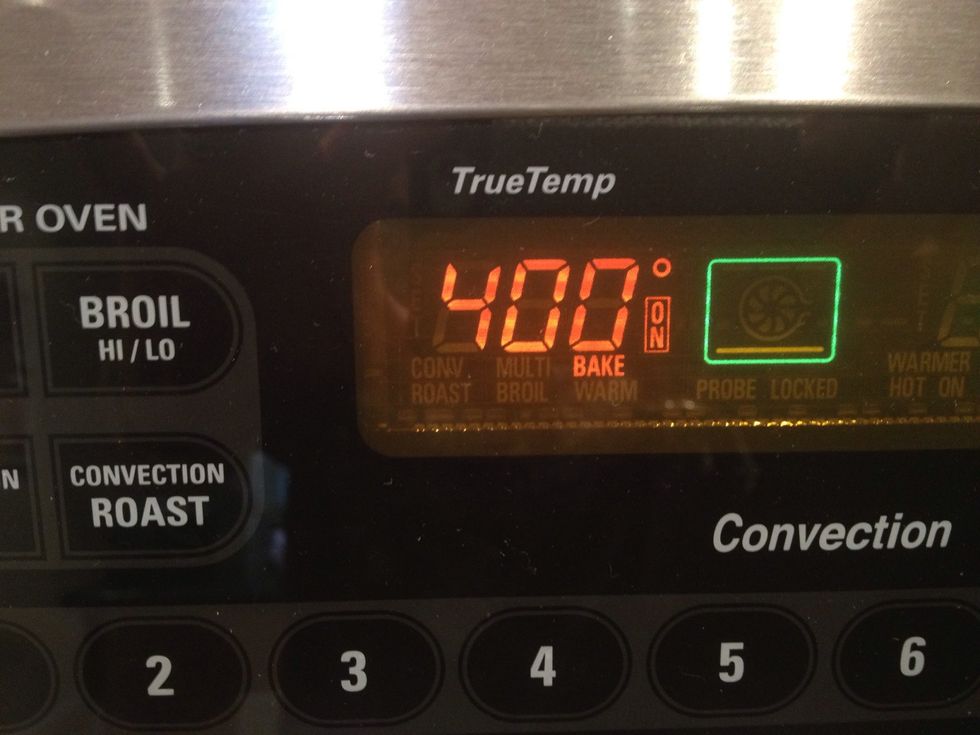 TrueTemp
R OVEN
BROIL
HI / LO
400°
ON
CONV MULTI BAKE
ROAST BROIL WARM
PROBE LOCKED
WARMER
HOT ON
N
CONVECTION
ROAST
Convection
2 3 4 5 6